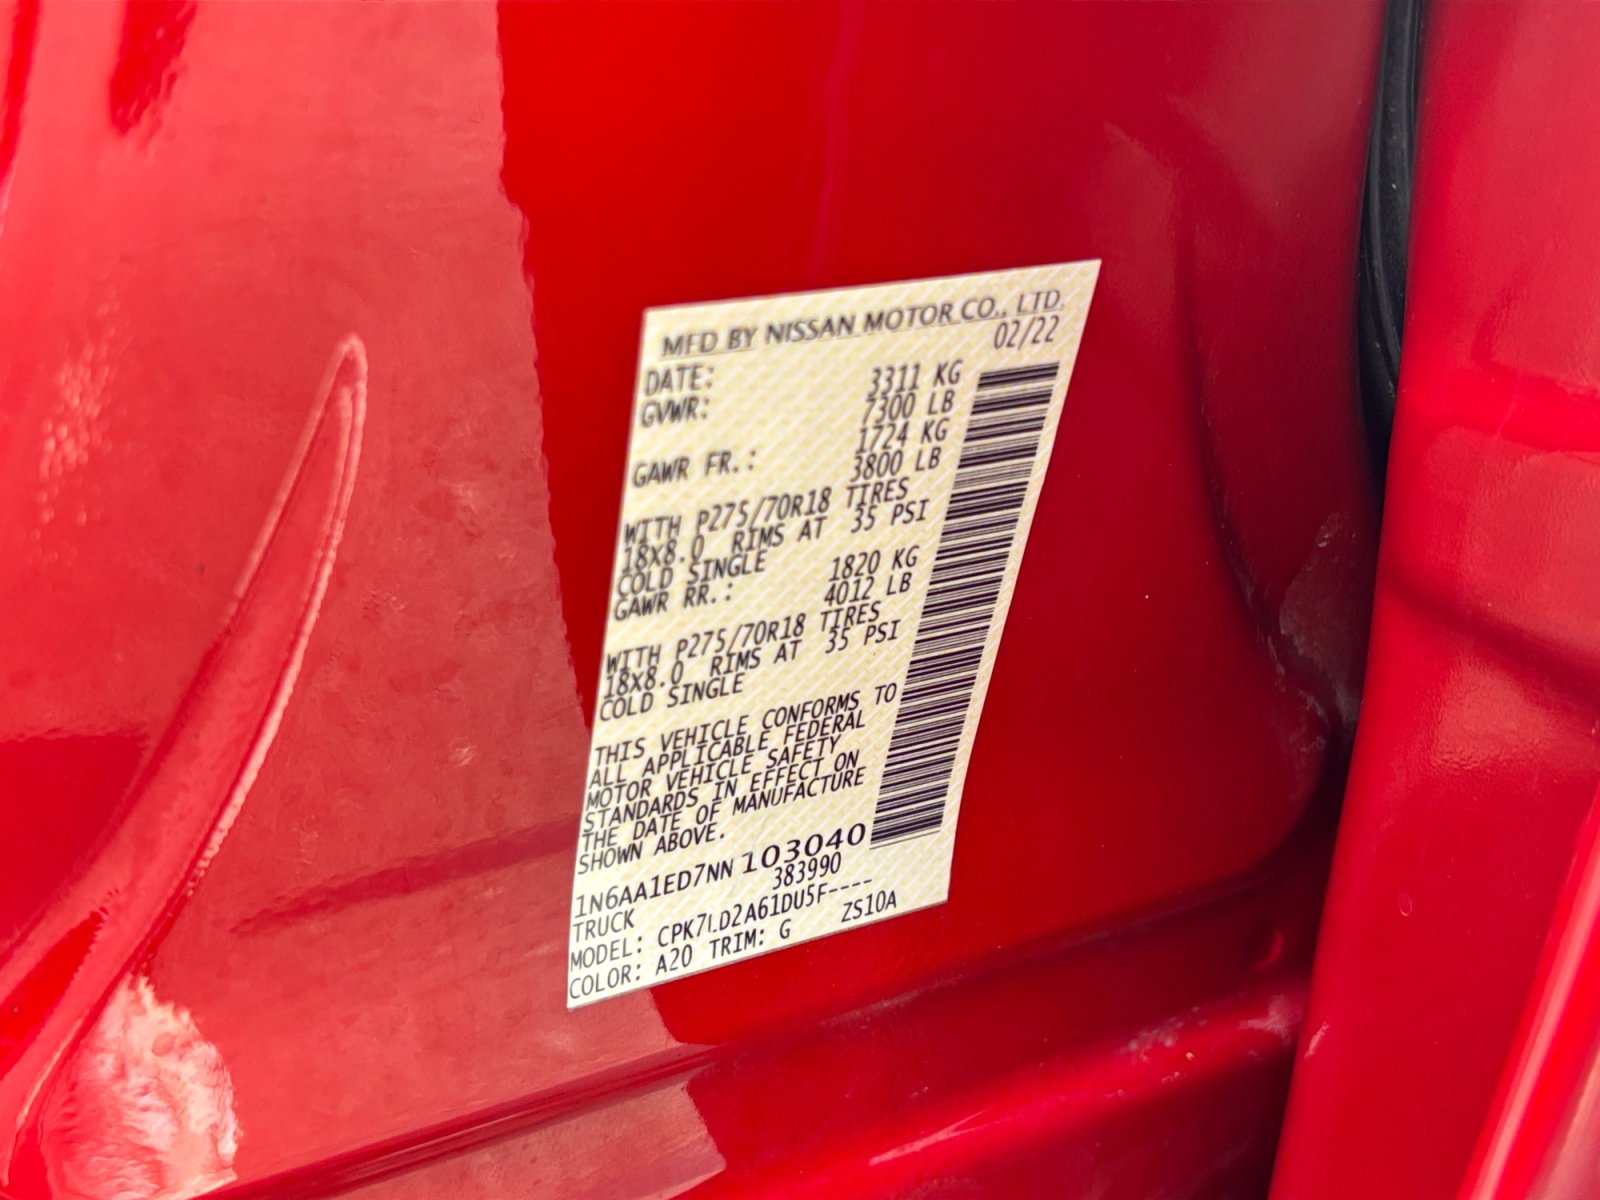 MFD BY NISSAN MOTOR CO., LTD.
DATE: 02/22
GVWR: 3311 KG
7300 LB
GAWR FR.: 1724 KG
3800 LB
WITH P275/70R18 TIRES
18x8.0 RIMS AT 35 PSI
COLD SINGLE
GAWR RR.: 1820 KG
4012 LB
WITH P275/70R18 TIRES
18x8.0 RIMS AT 35 PSI
COLD SINGLE
THIS VEHICLE CONFORMS TO
ALL APPLICABLE FEDERAL
MOTOR VEHICLE SAFETY
STANDARDS IN EFFECT ON
THE DATE OF MANUFACTURE
SHOWN ABOVE.
1N6AA1ED7NN103040
TRUCK 383990
MODEL: CPK7LD2A61DU5F----
COLOR: A20 TRIM: G ZS10A